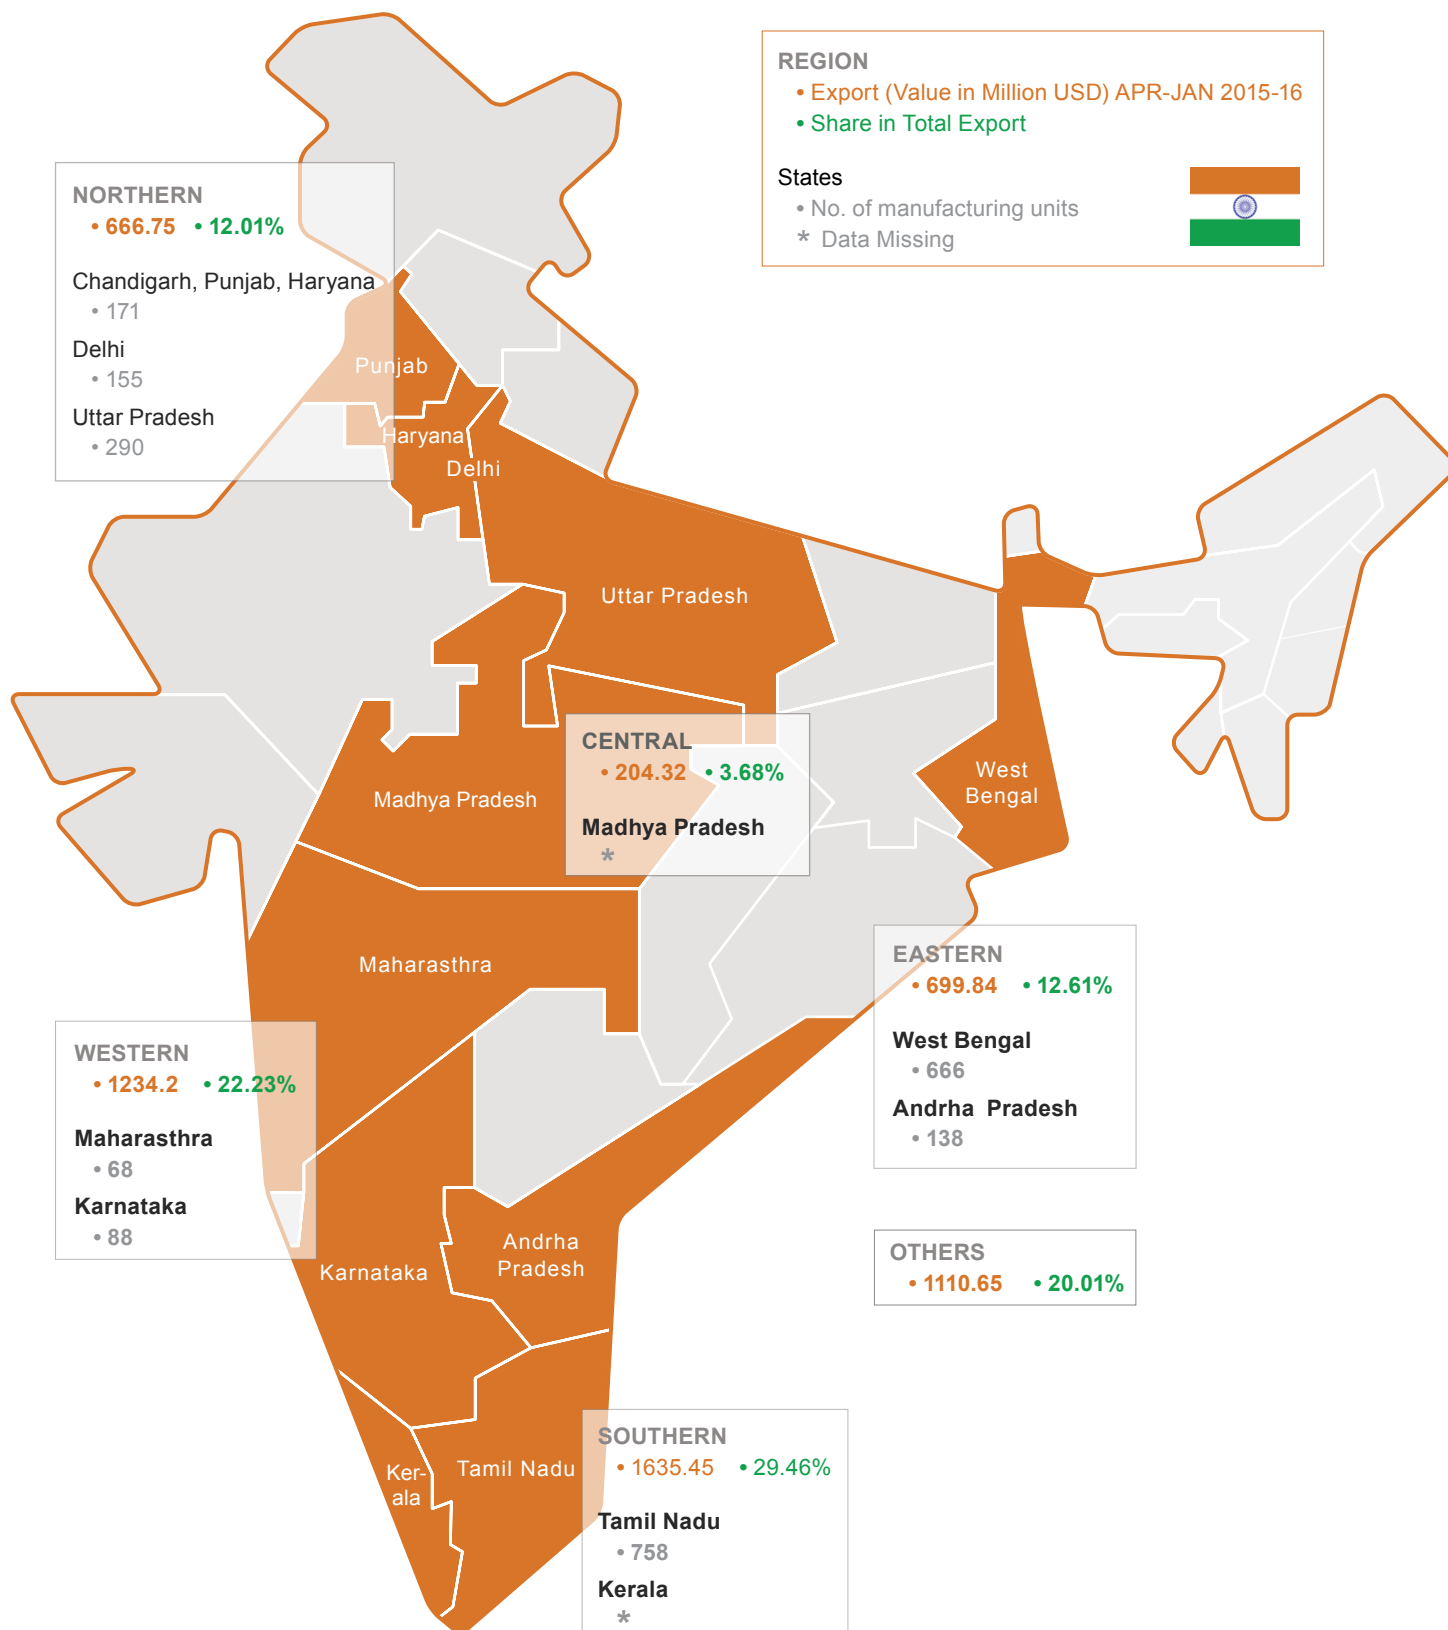 REGION
• Export (Value in Million USD) APR-JAN 2015-16
• Share in Total Export
States
• No. of manufacturing units
* Data Missing
NORTHERN
• 666.75 • 12.01%
Chandigarh, Punjab, Haryana
• 171
Delhi
• 155
Uttar Pradesh
• 290
Punjab
Haryana
Delhi
Uttar Pradesh
CENTRAL
• 204.32 • 3.68%
Madhya Pradesh
*
Madhya Pradesh
West
Bengal
Maharasthra
EASTERN
• 699.84 • 12.61%
West Bengal
• 666
Andrha Pradesh
• 138
WESTERN
• 1234.2 • 22.23%
Maharasthra
• 68
Karnataka
• 88
Karnataka
Andrha
Pradesh
OTHERS
• 1110.65 • 20.01%
Ker-
ala
Tamil Nadu
SOUTHERN
• 1635.45 • 29.46%
Tamil Nadu
• 758
Kerala
*